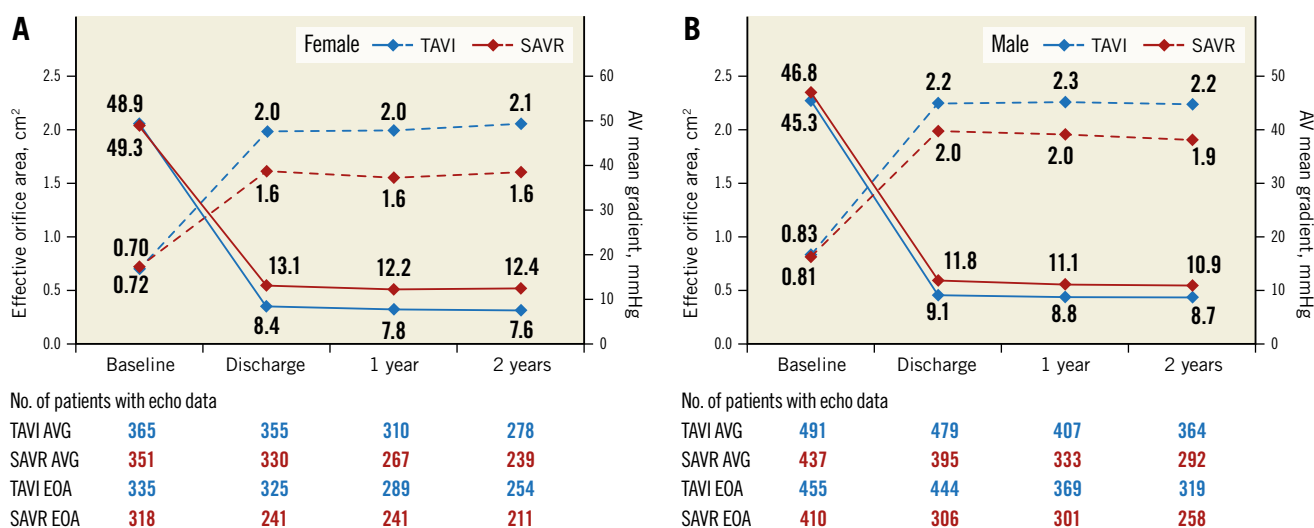 A
Female TAVI SAVR
Effective orifice area, cm²
2.5
2.0
1.5
1.0
0.5
0.0
48.9
49.3
0.70
0.72
2.0
1.6
13.1
8.4
2.0
1.6
12.2
7.8
2.1
1.6
12.4
7.6
60
50
40
30
20
10
0
AV mean gradient, mmHg
Baseline Discharge 1 year 2 years
No. of patients with echo data
TAVI AVG 365 355 310 278
SAVR AVG 351 330 267 239
TAVI EOA 335 325 289 254
SAVR EOA 318 241 241 211
B
Male TAVI SAVR
Effective orifice area, cm²
2.5
2.0
1.5
1.0
0.5
0.0
46.8
45.3
0.83
0.81
2.2
2.0
11.8
9.1
2.3
2.0
11.1
8.8
2.2
1.9
10.9
8.7
50
40
30
20
10
0
AV mean gradient, mmHg
Baseline Discharge 1 year 2 years
No. of patients with echo data
TAVI AVG 491 479 407 364
SAVR AVG 437 395 333 292
TAVI EOA 455 444 369 319
SAVR EOA 410 306 301 258